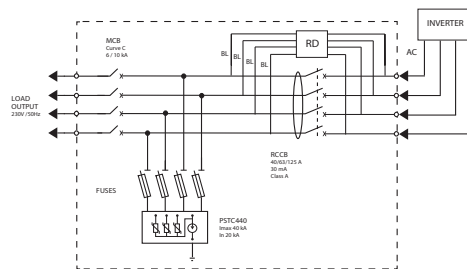 MCB
Curve C
6 / 10 kA
BL
BL
BL
BL
RD
AC
INVERTER
LOAD
OUTPUT
230V /50Hz
RCCB
40/63/125 A
30 mA
Class A
FUSES
PSTC440
Imax 40 kA
In 20 kA